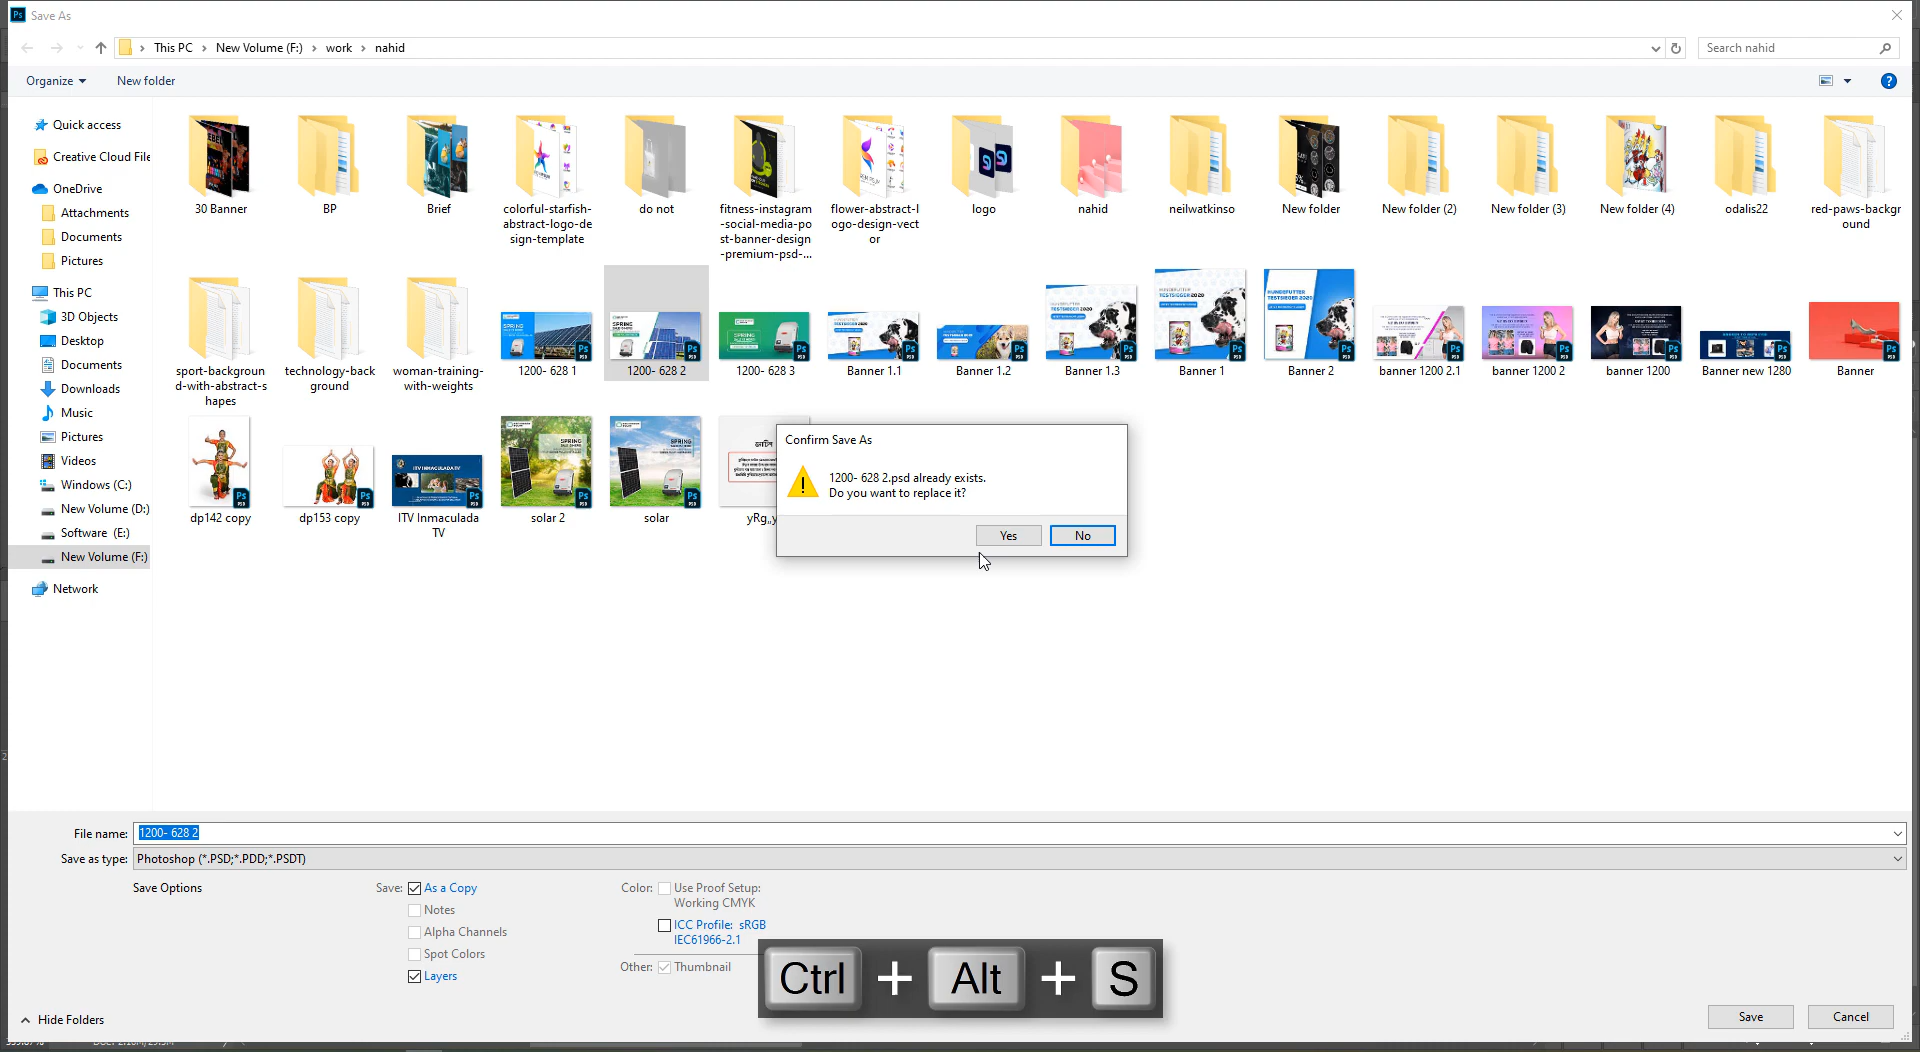 Save As
This PC
New Volume (F:)
work
nahid
Search nahid
Organize
New folder
Quick access
Creative Cloud File
OneDrive
Attachments
Documents
Pictures
This PC
3D Objects
Desktop
Documents
Downloads
Music
Pictures
Videos
Windows (C:)
New Volume (D:)
Software (E:)
New Volume (F:)
Network
30 Banner
BP
Brief
colorful-starfish-
abstract-logo-de
sign-template
do not
fitness-instagram
-social-media-po
st-banner-design
-premium-psd-...
flower-abstract-l
ogo-design-vect
or
logo
nahid
neilwatkinso
New folder
New folder (2)
New folder (3)
New folder (4)
odalis22
red-paws-backgr
ound
sport-backgroun
d-with-abstract-s
hapes
technology-back
ground
woman-training-
with-weights
1200- 628 1
1200- 628 2
1200- 628 3
Banner 1.1
Banner 1.2
Banner 1.3
Banner 1
Banner 2
banner 1200 2.1
banner 1200 2
banner 1200
Banner new 1280
Banner
dp142 copy
dp153 copy
ITV Inmaculada
TV
solar 2
solar
Confirm Save As
1200- 628 2.psd already exists.
Do you want to replace it?
Yes
No
File name:
1200- 628 2
Save as type:
Photoshop (*.PSD;*.PDD;*.PSDT)
Save Options
Save:
As a Copy
Notes
Alpha Channels
Spot Colors
Layers
Color:
Use Proof Setup:
Working CMYK
ICC Profile: sRGB
IEC61966-2.1
Other:
Thumbnail
Ctrl + Alt + S
Hide Folders
Save
Cancel